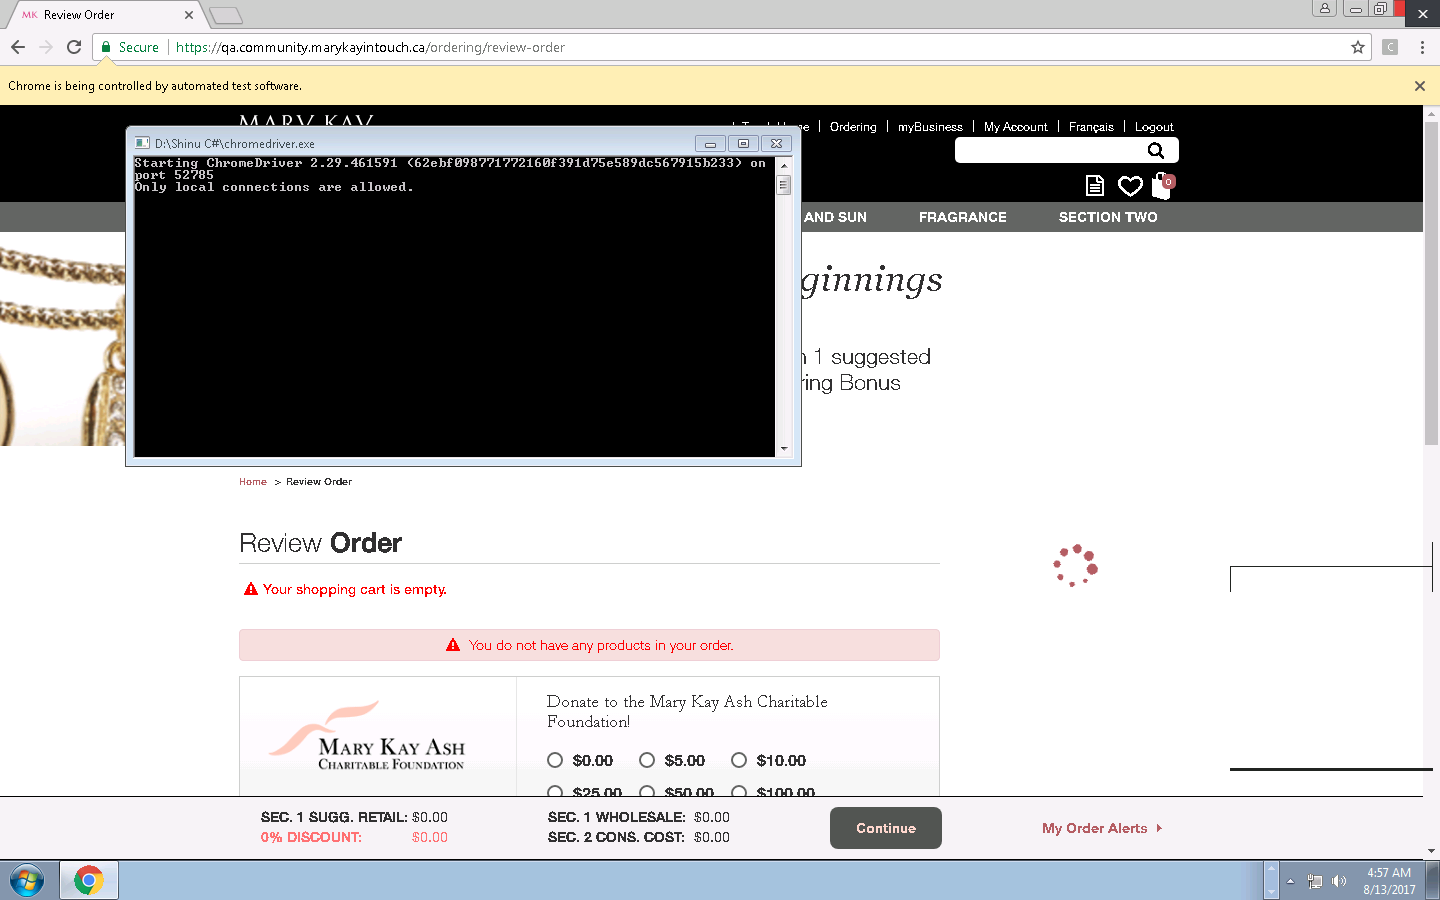 MK Review Order
Secure https://qa.community.marykayintouch.ca/ordering/review-order
C
Chrome is being controlled by automated test software.
MARY KAY
Ordering myBusiness My Account Français Logout
D:\Shinu C#\chromedriver.exe
Starting ChromeDriver 2.29.461591 (62ebf098771772160f391d75e589dc567915b233) on
port 52785
Only local connections are allowed.
0
AND SUN FRAGRANCE SECTION TWO
ginnings
1 suggested
ring Bonus
Home > Review Order
Review Order
Your shopping cart is empty.
You do not have any products in your order.
MARY KAY ASH
CHARITABLE FOUNDATION
Donate to the Mary Kay Ash Charitable
Foundation!
$0.00 $5.00 $10.00
$25.00 $50.00 $100.00
SEC. 1 SUGG. RETAIL: $0.00
0% DISCOUNT: $0.00
SEC. 1 WHOLESALE: $0.00
SEC. 2 CONS. COST: $0.00
Continue
My Order Alerts
4:57 AM
8/13/2017